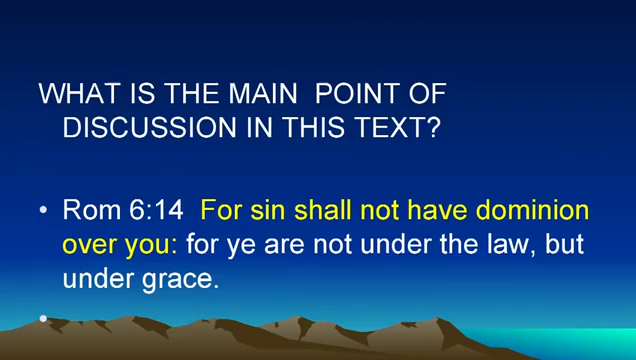 WHAT IS THE MAIN  POINT OF
DISCUSSION IN THIS TEXT?
• Rom 6:14  For sin shall not have dominion
over you: for ye are not under the law, but
under grace.
•